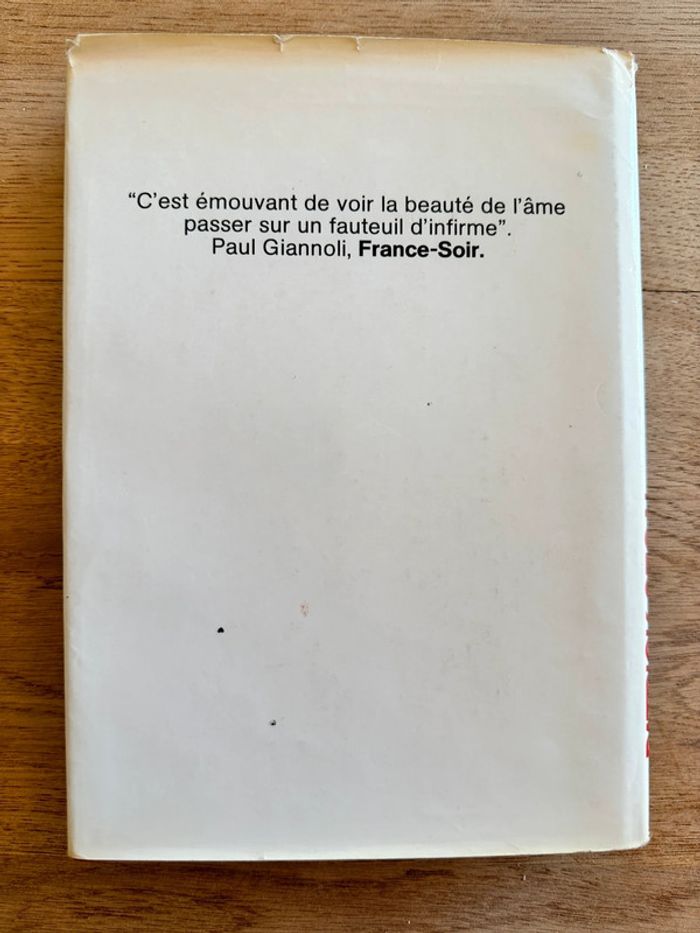 “C’est émouvant de voir la beauté de l’âme
passer sur un fauteuil d’infirme”.
Paul Giannoli, France-Soir.